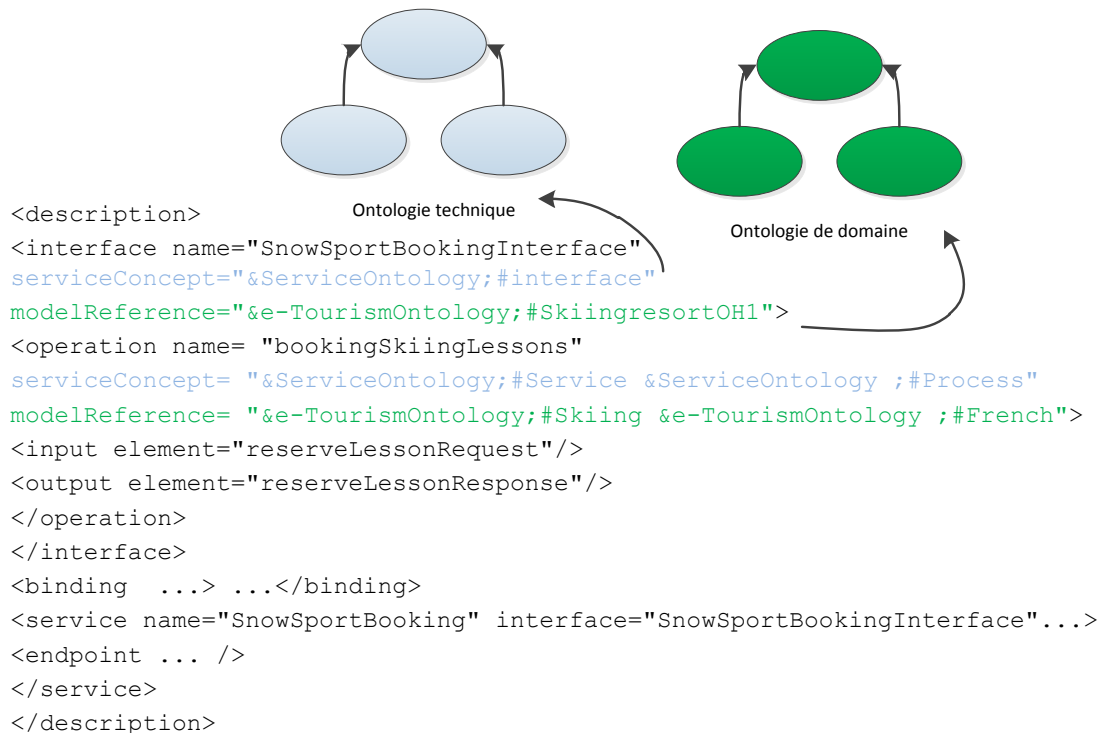 Ontologie technique
Ontologie de domaine
<description>
<interface name="SnowSportBookingInterface"
serviceConcept="&ServiceOntology;#interface"
modelReference="&e-TourismOntology;#SkiingresortOH1">
<operation name= "bookingSkiingLessons"
serviceConcept= "&ServiceOntology;#Service &ServiceOntology ;#Process"
modelReference= "&e-TourismOntology;#Skiing &e-TourismOntology ;#French">
<input element="reserveLessonRequest"/>
<output element="reserveLessonResponse"/>
</operation>
</interface>
<binding  ...> ...</binding>
<service name="SnowSportBooking" interface="SnowSportBookingInterface"...>
<endpoint ... />
</service>
</description>